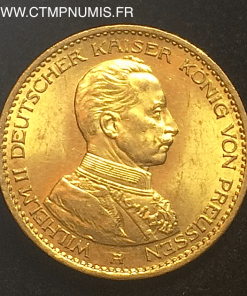 WWW.CTMPNUMIS.FR
WILHELM II DEUTSCHER KAISER KÖNIG VON PREUSSEN